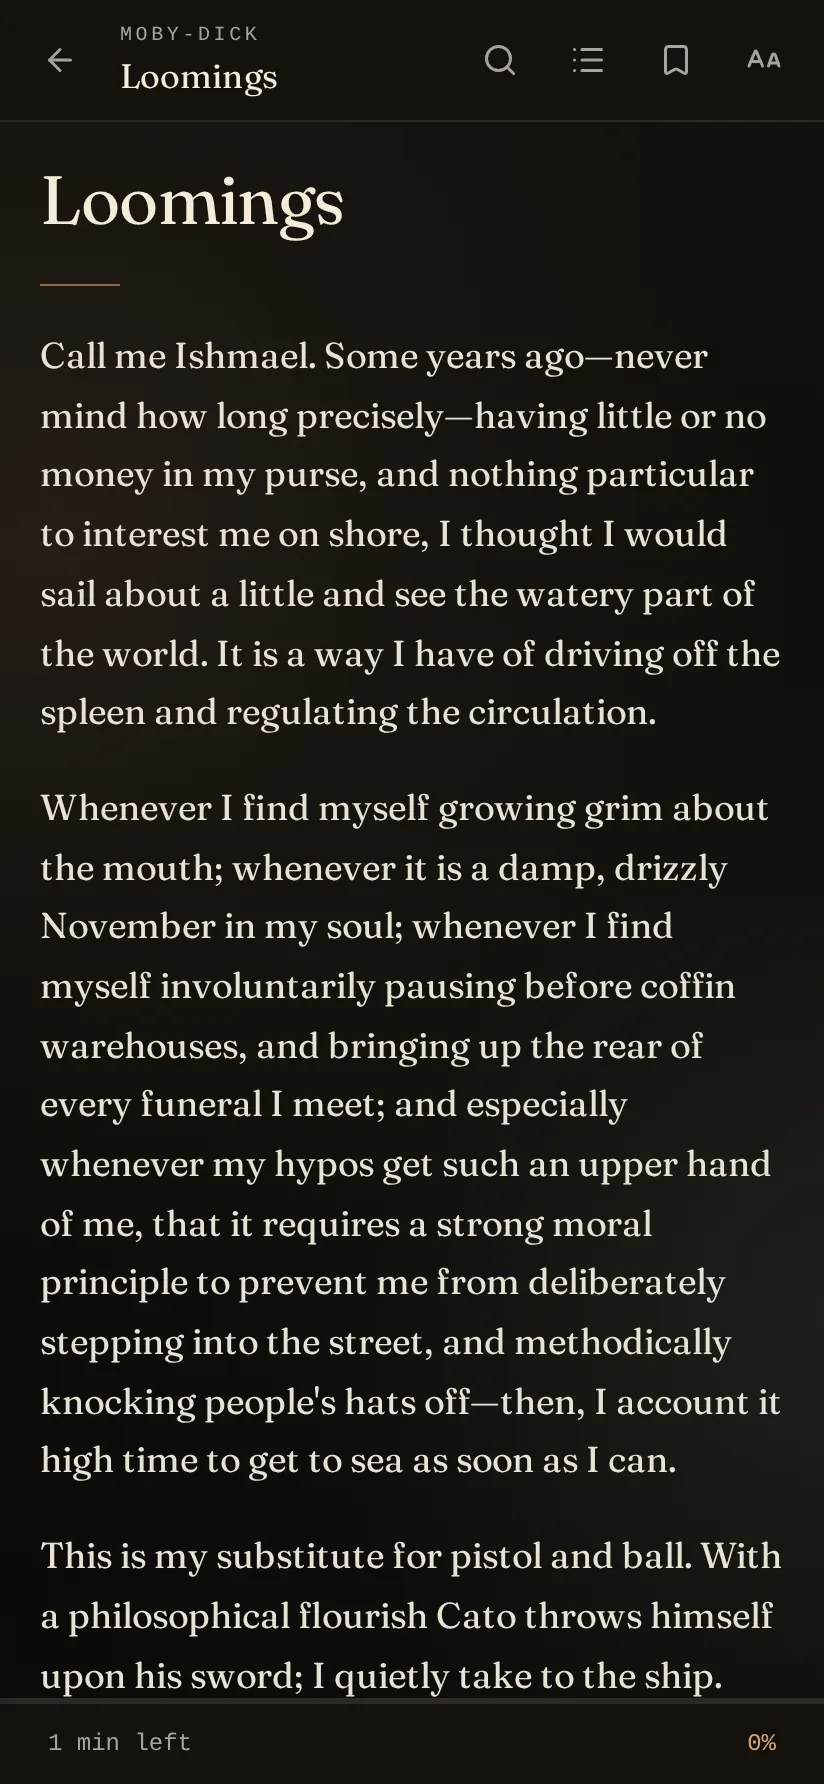 MOBY-DICK
Loomings
AA
Loomings
Call me Ishmael. Some years ago—never
mind how long precisely—having little or no
money in my purse, and nothing particular
to interest me on shore, I thought I would
sail about a little and see the watery part of
the world. It is a way I have of driving off the
spleen and regulating the circulation.
Whenever I find myself growing grim about
the mouth; whenever it is a damp, drizzly
November in my soul; whenever I find
myself involuntarily pausing before coffin
warehouses, and bringing up the rear of
every funeral I meet; and especially
whenever my hypos get such an upper hand
of me, that it requires a strong moral
principle to prevent me from deliberately
stepping into the street, and methodically
knocking people's hats off—then, I account it
high time to get to sea as soon as I can.
This is my substitute for pistol and ball. With
a philosophical flourish Cato throws himself
upon his sword; I quietly take to the ship.
1 min left
0%